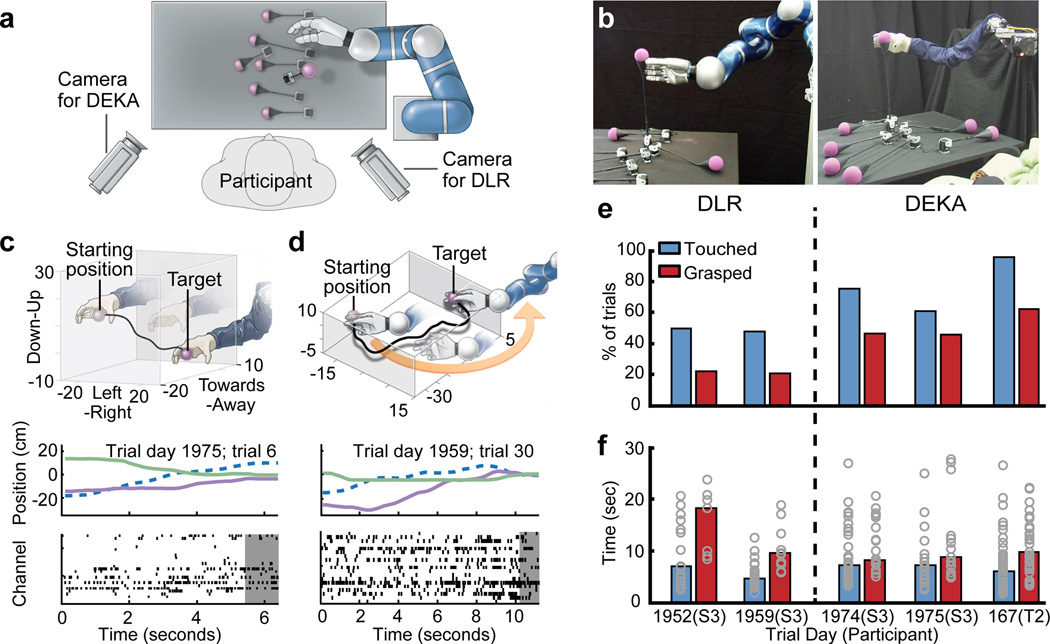 a
Camera
for DEKA
Participant
Camera
for DLR
b
c
Starting
position
Target
30
Down-Up
-10
-20
Left
-Right
20
-20
10
Towards
-Away
d
Starting
position
Target
10
-5
-15
15
-30
5
Trial day 1975; trial 6
Position (cm)
20
0
-20
Trial day 1959; trial 30
Channel
0 2 4 6
Time (seconds)
0 2 4 6 8 10
Time (seconds)
DLR
DEKA
e
Touched
Grasped
% of trials
100
80
60
40
20
0
f
Time (sec)
30
20
10
0
1952(S3) 1959(S3) 1974(S3) 1975(S3) 167(T2)
Trial Day (Participant)